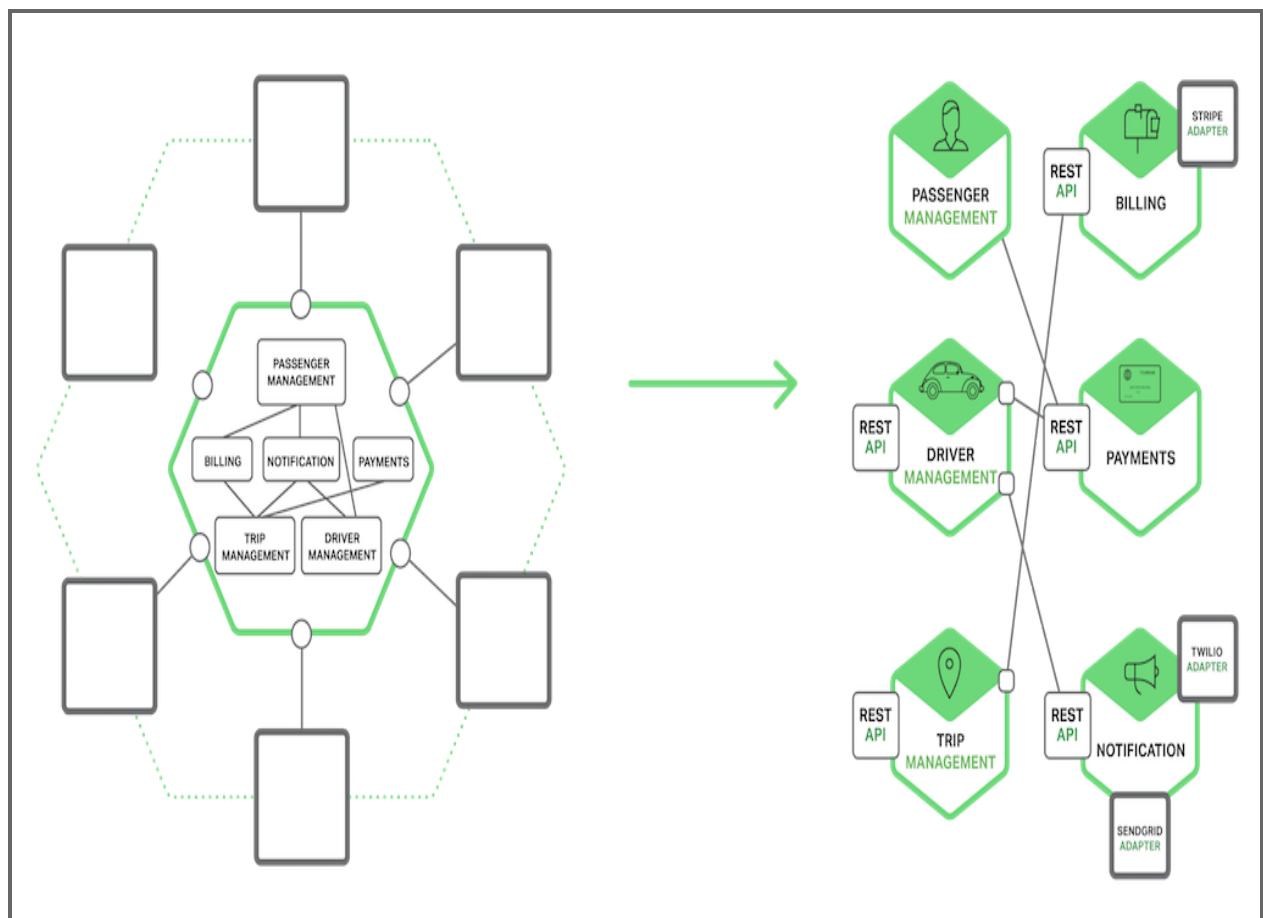 PASSENGER
MANAGEMENT
BILLING
NOTIFICATION
PAYMENTS
TRIP
MANAGEMENT
DRIVER
MANAGEMENT
PASSENGER
MANAGEMENT
REST
API
BILLING
STRIPE
ADAPTER
REST
API
DRIVER
MANAGEMENT
REST
API
PAYMENTS
REST
API
TRIP
MANAGEMENT
REST
API
NOTIFICATION
TWILIO
ADAPTER
SENDGRID
ADAPTER